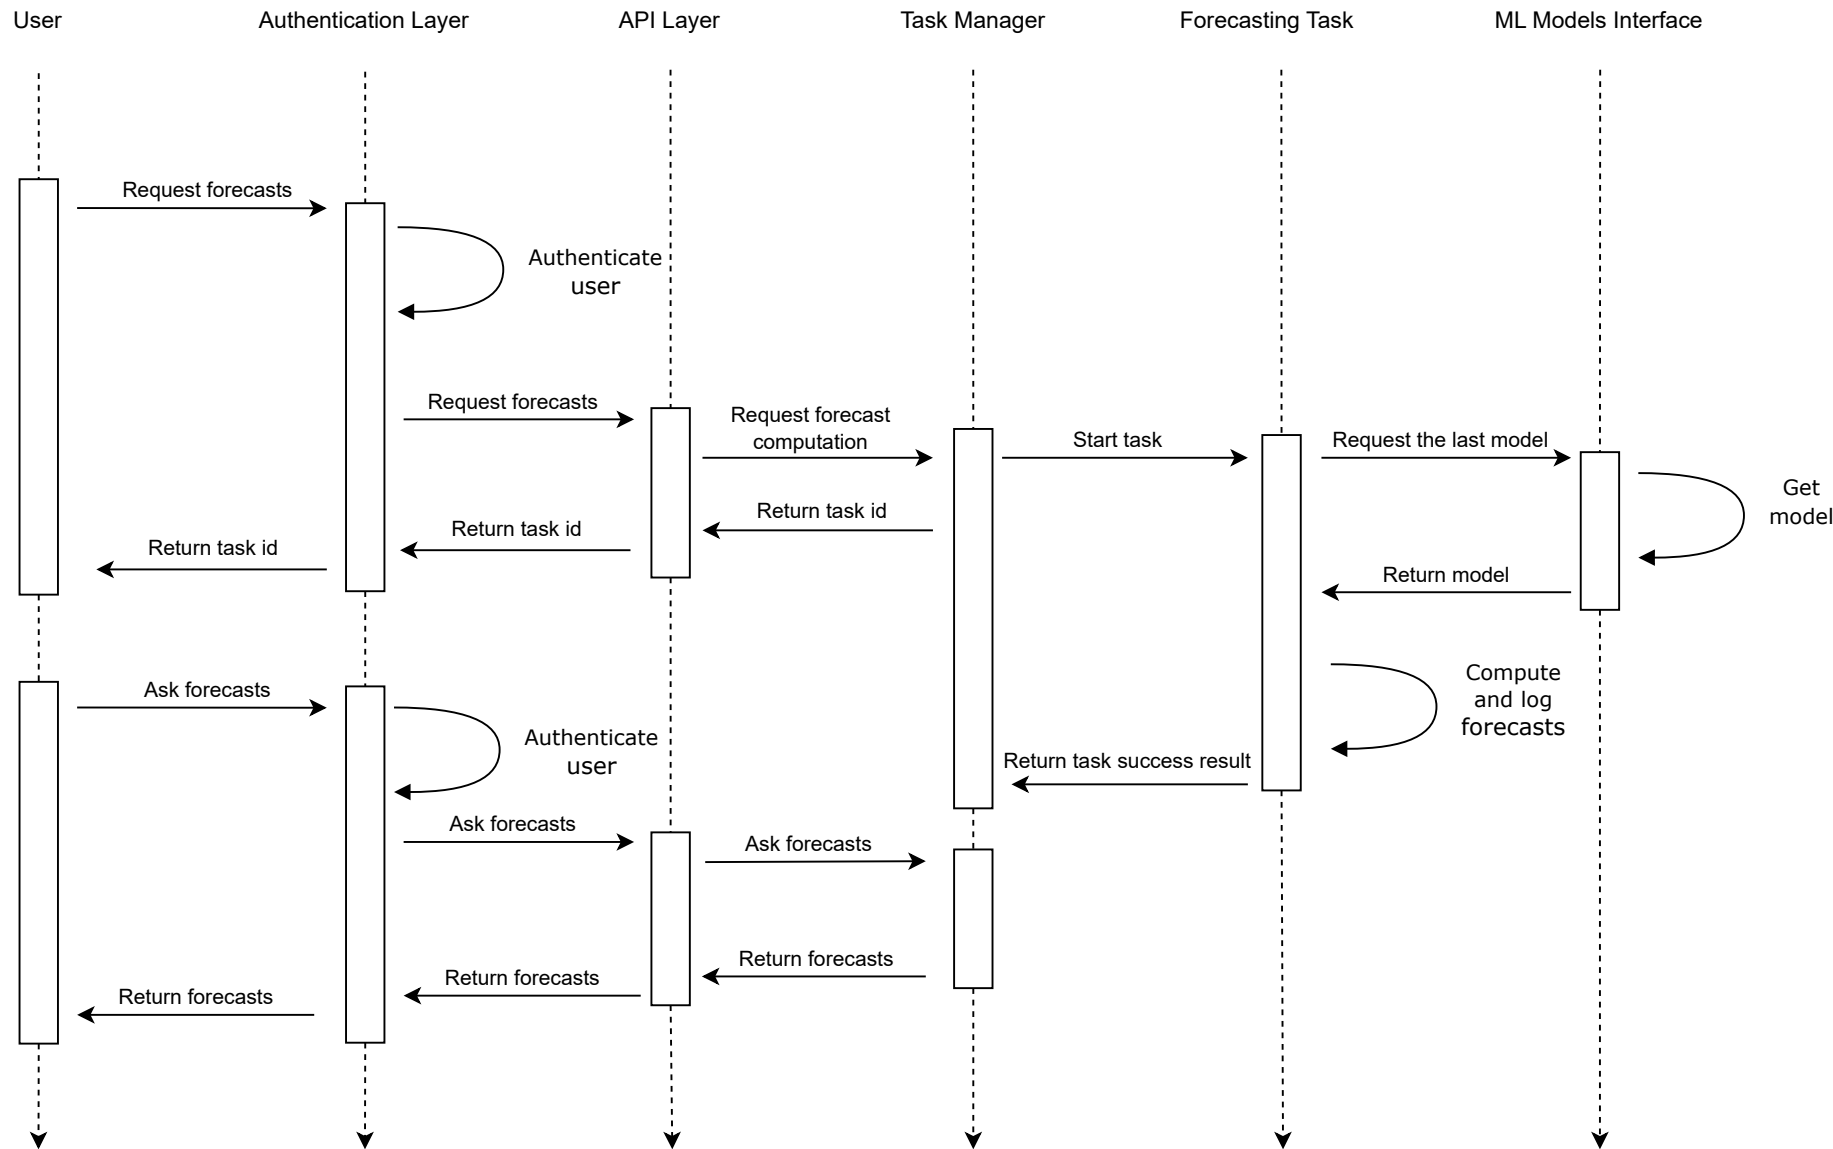 User
Authentication Layer
API Layer
Task Manager
Forecasting Task
ML Models Interface
Request forecasts
Authenticate
user
Request forecasts
Request forecast
computation
Start task
Request the last model
Get
model
Return task id
Return task id
Return task id
Return model
Compute
and log
forecasts
Ask forecasts
Authenticate
user
Return task success result
Ask forecasts
Ask forecasts
Return forecasts
Return forecasts
Return forecasts